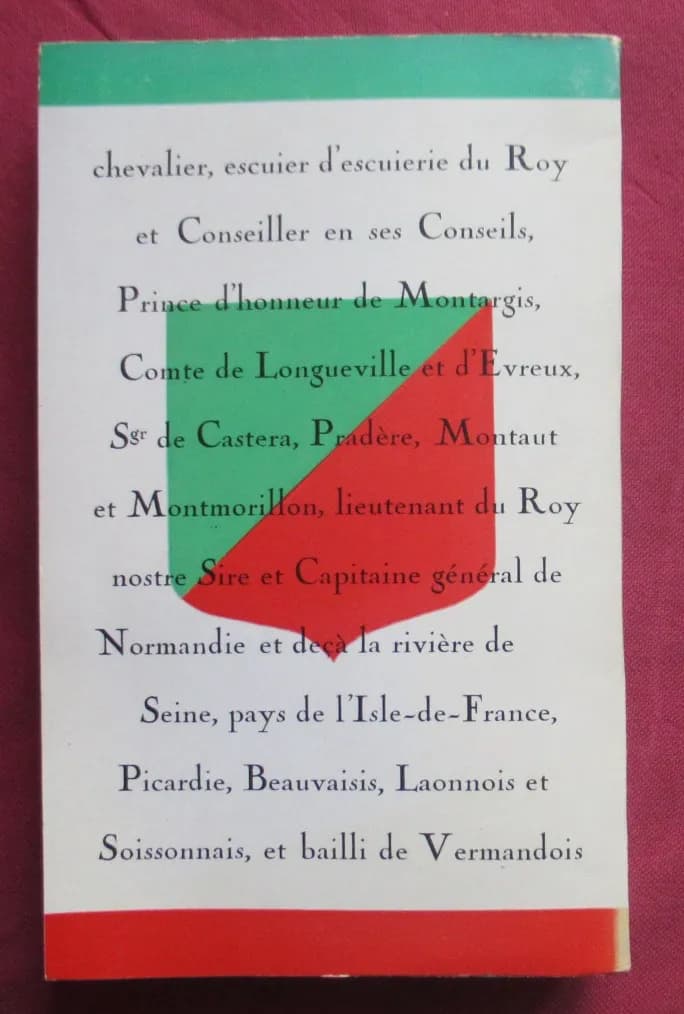 chevalier, escuier d'escuierie du Roy
et Conseiller en ses Conseils,
Prince d'honneur de Montargis,
Comte de Longueville et d'Evreux,
Sgr de Castera, Pradère, Montaut
et Montmorillon, lieutenant du Roy
nostre Sire et Capitaine général de
Normandie et deçà la rivière de
Seine, pays de l'Isle-de-France,
Picardie, Beauvaisis, Laonnois et
Soissonnais, et bailli de Vermandois